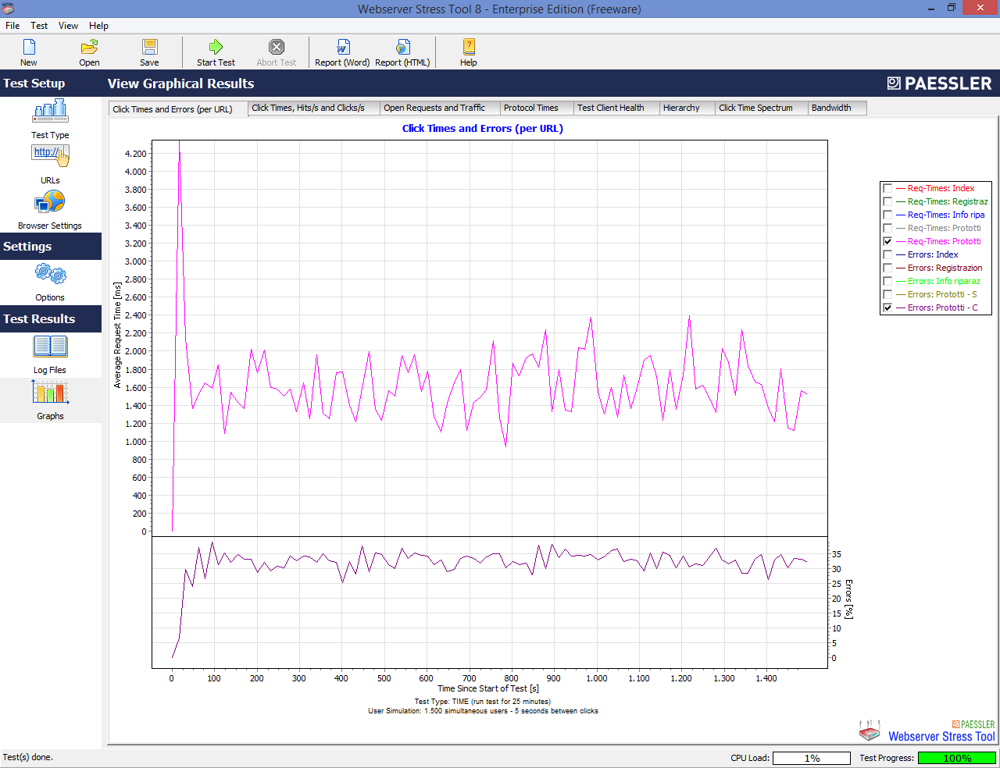 Webserver Stress Tool 8 - Enterprise Edition (Freeware)
File Test View Help
New Open Save Start Test Abort Test Report (Word) Report (HTML) Help
Test Setup
View Graphical Results
PAESSLER
Test Type
http://
URLs
Browser Settings
Settings
Options
Test Results
Log Files
Graphs
Click Times and Errors (per URL) Click Times, Hits/s and Clicks/s Open Requests and Traffic Protocol Times Test Client Health Hierarchy Click Time Spectrum Bandwidth
Click Times and Errors (per URL)
4.200
4.000
3.800
3.600
3.400
3.200
3.000
2.800
2.600
2.400
2.200
2.000
1.800
1.600
1.400
1.200
1.000
800
600
400
200
0
Average Request Time [ms]
35
30
25
20
15
10
5
0
Errors [%]
0 100 200 300 400 500 600 700 800 900 1.000 1.100 1.200 1.300 1.400
Time Since Start of Test [s]
Test Type: TIME (run test for 25 minutes)
User Simulation: 1.500 simultaneous users - 5 seconds between clicks
Req-Times: Index
Req-Times: Registraz
Req-Times: Info ripa
Req-Times: Prototti
Req-Times: Prototti
Errors: Index
Errors: Registrazion
Errors: Info riparaz
Errors: Prototti - S
Errors: Prototti - C
PAESSLER
Webserver Stress Tool
Test(s) done.
CPU Load: 1% Test Progress: 100%